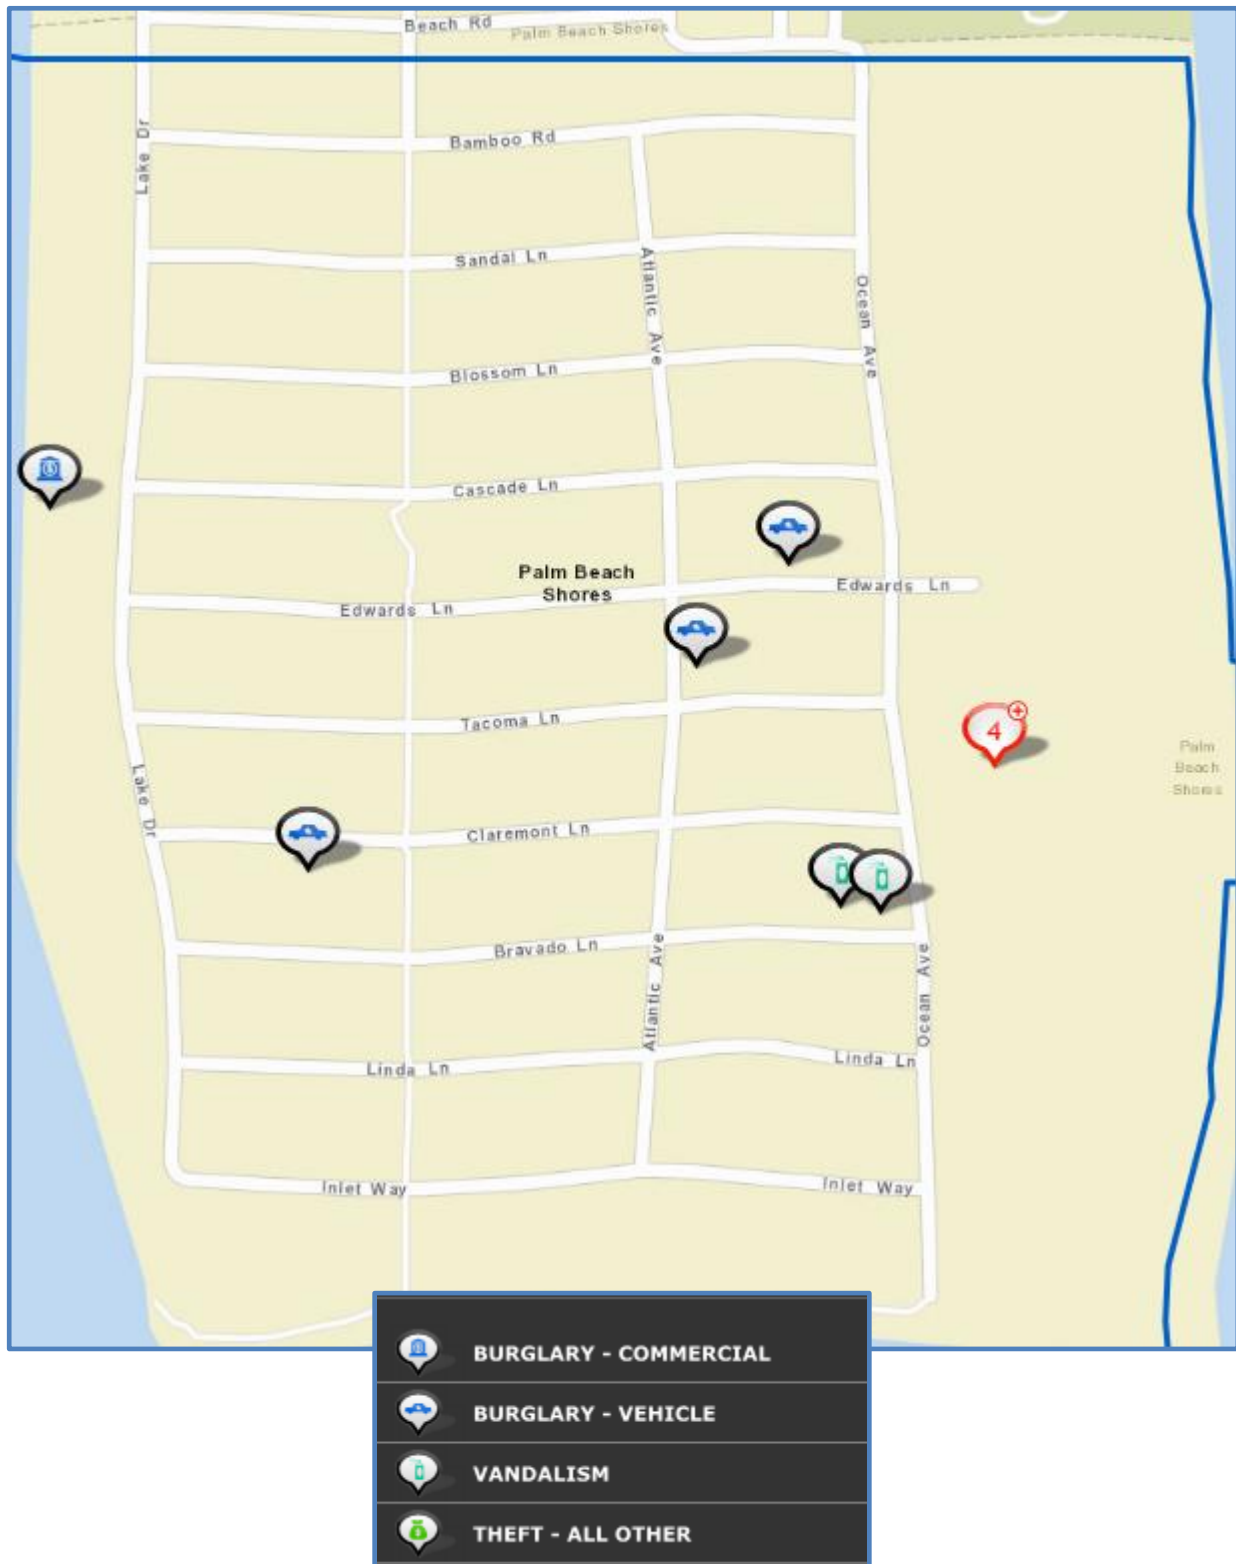 Beach Rd
Palm Beach Shores
Lake Dr
Bamboo Rd
Sandal Ln
Atlantic Ave
Ocean Ave
Blossom Ln
Cascade Ln
Palm Beach
Shores
Edwards Ln
Edwards Ln
Tacoma Ln
4
Palm
Beach
Shores
Lake Dr
Claremont Ln
Bravado Ln
Atlantic Ave
Ocean Ave
Linda Ln
Linda Ln
Inlet Way
Inlet Way
BURGLARY - COMMERCIAL
BURGLARY - VEHICLE
VANDALISM
THEFT - ALL OTHER